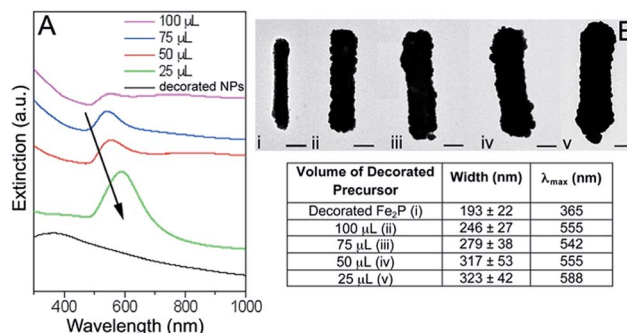 A
100 μL
75 μL
50 μL
25 μL
decorated NPs
Extinction (a.u.)
400 600 800 1000
Wavelength (nm)
B
i ii iii iv v
Volume of Decorated Precursor Width (nm) λmax (nm)
Decorated Fe₂P (i) 193 ± 22 365
100 μL (ii) 246 ± 27 555
75 μL (iii) 279 ± 38 542
50 μL (iv) 317 ± 53 555
25 μL (v) 323 ± 42 588